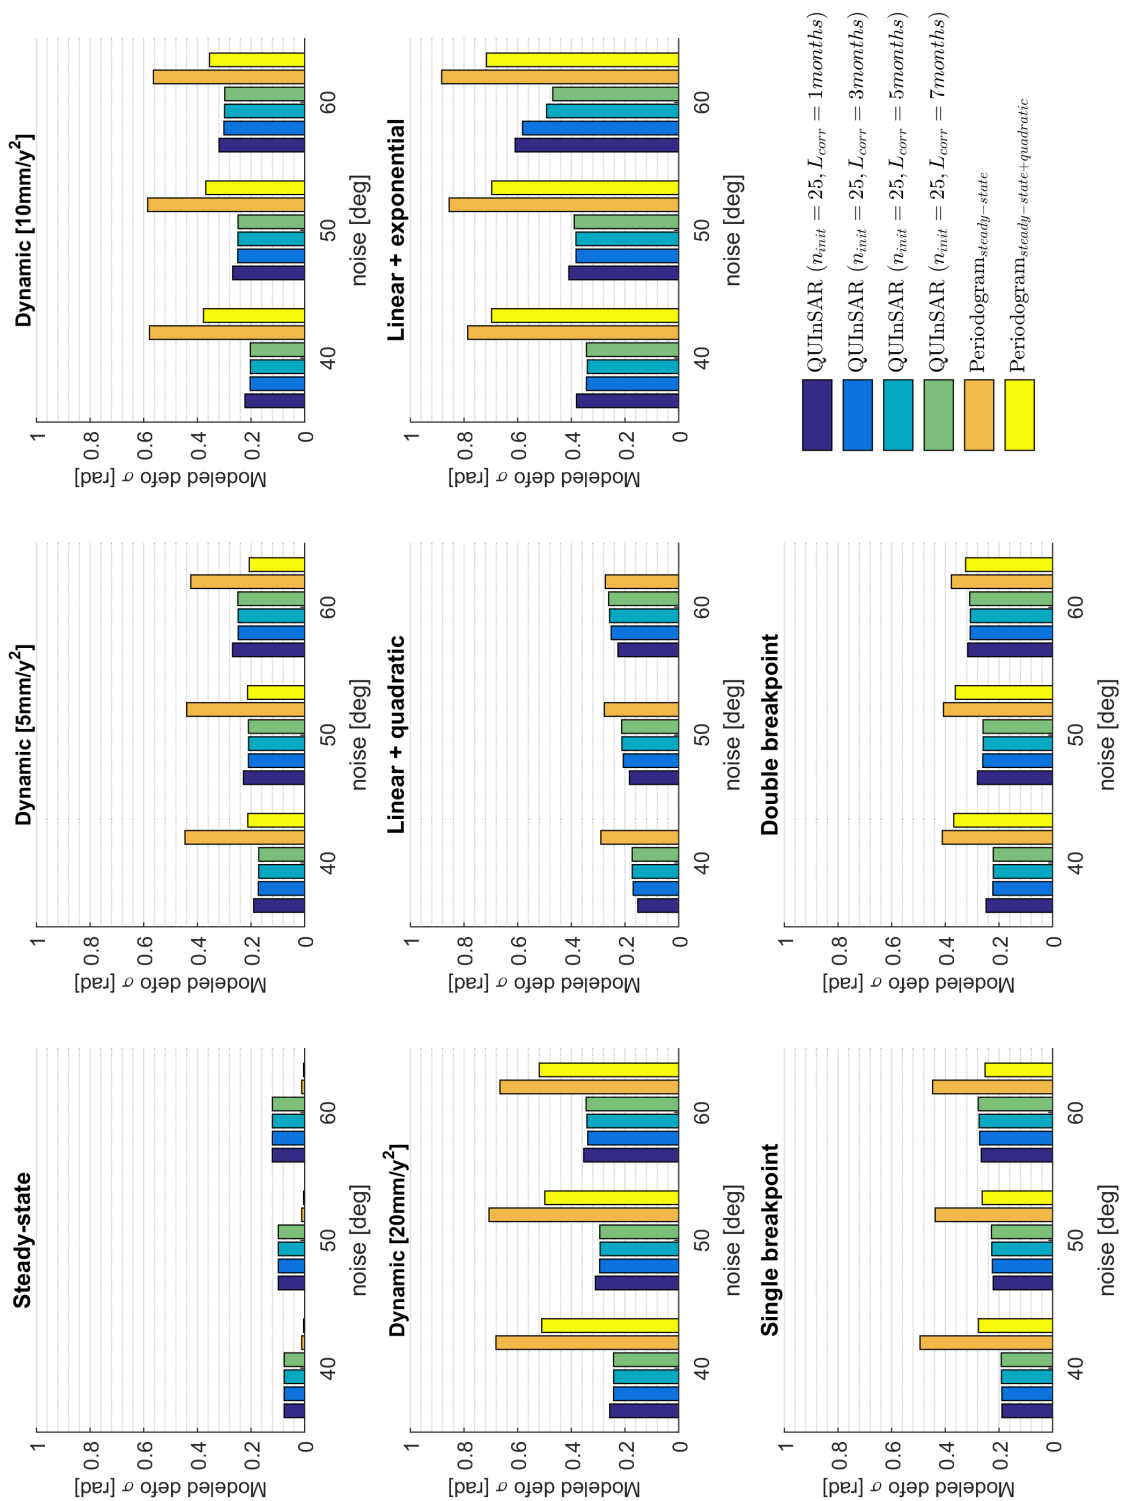 Steady-state
1
0.8
0.6
0.4
0.2
0
Modeled defo σ [rad]
40
50
60
noise [deg]
Dynamic [5mm/y²]
1
0.8
0.6
0.4
0.2
0
Modeled defo σ [rad]
40
50
60
noise [deg]
Dynamic [10mm/y²]
1
0.8
0.6
0.4
0.2
0
Modeled defo σ [rad]
40
50
60
noise [deg]
Dynamic [20mm/y²]
1
0.8
0.6
0.4
0.2
0
Modeled defo σ [rad]
40
50
60
noise [deg]
Linear + quadratic
1
0.8
0.6
0.4
0.2
0
Modeled defo σ [rad]
40
50
60
noise [deg]
Linear + exponential
1
0.8
0.6
0.4
0.2
0
Modeled defo σ [rad]
40
50
60
noise [deg]
Single breakpoint
1
0.8
0.6
0.4
0.2
0
Modeled defo σ [rad]
40
50
60
noise [deg]
Double breakpoint
1
0.8
0.6
0.4
0.2
0
Modeled defo σ [rad]
40
50
60
noise [deg]
QUInSAR (n_init = 25, L_corr = 1months)
QUInSAR (n_init = 25, L_corr = 3months)
QUInSAR (n_init = 25, L_corr = 5months)
QUInSAR (n_init = 25, L_corr = 7months)
Periodogram_steady−state
Periodogram_steady−state+quadratic